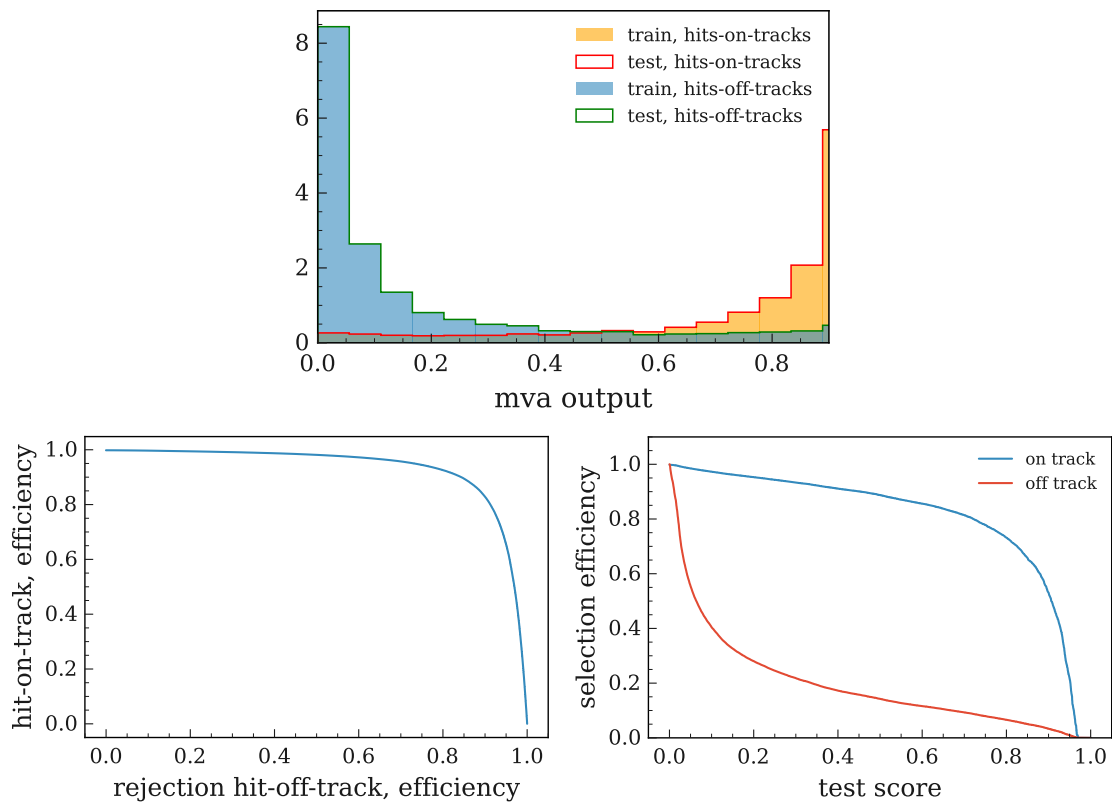 train, hits-on-tracks
test, hits-on-tracks
train, hits-off-tracks
test, hits-off-tracks
8
6
4
2
0
0.0 0.2 0.4 0.6 0.8
mva output
hit-on-track, efficiency
1.0
0.8
0.6
0.4
0.2
0.0
0.0 0.2 0.4 0.6 0.8 1.0
rejection hit-off-track, efficiency
selection efficiency
on track
off track
1.0
0.8
0.6
0.4
0.2
0.0
0.0 0.2 0.4 0.6 0.8 1.0
test score